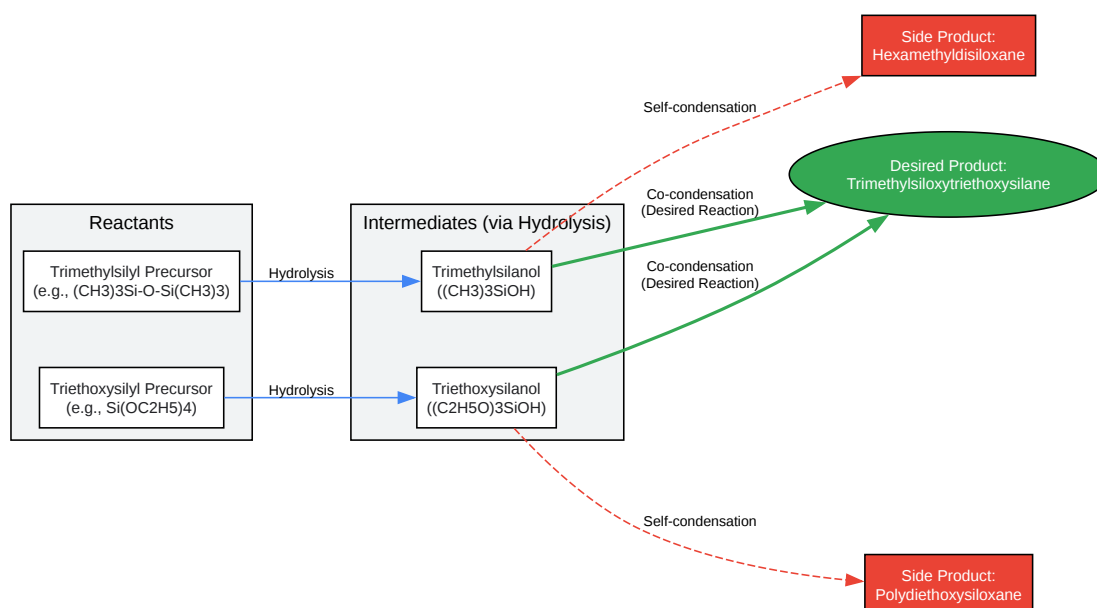 Side Product:
Hexamethyldisiloxane
Self-condensation
Desired Product:
Trimethylsiloxytriethoxysilane
Co-condensation
(Desired Reaction)
Reactants
Intermediates (via Hydrolysis)
Trimethylsilyl Precursor
(e.g., (CH3)3Si-O-Si(CH3)3)
Hydrolysis
Trimethylsilanol
((CH3)3SiOH)
Co-condensation
(Desired Reaction)
Triethoxysilyl Precursor
(e.g., Si(OC2H5)4)
Hydrolysis
Triethoxysilanol
((C2H5O)3SiOH)
Self-condensation
Side Product:
Polydiethoxysiloxane